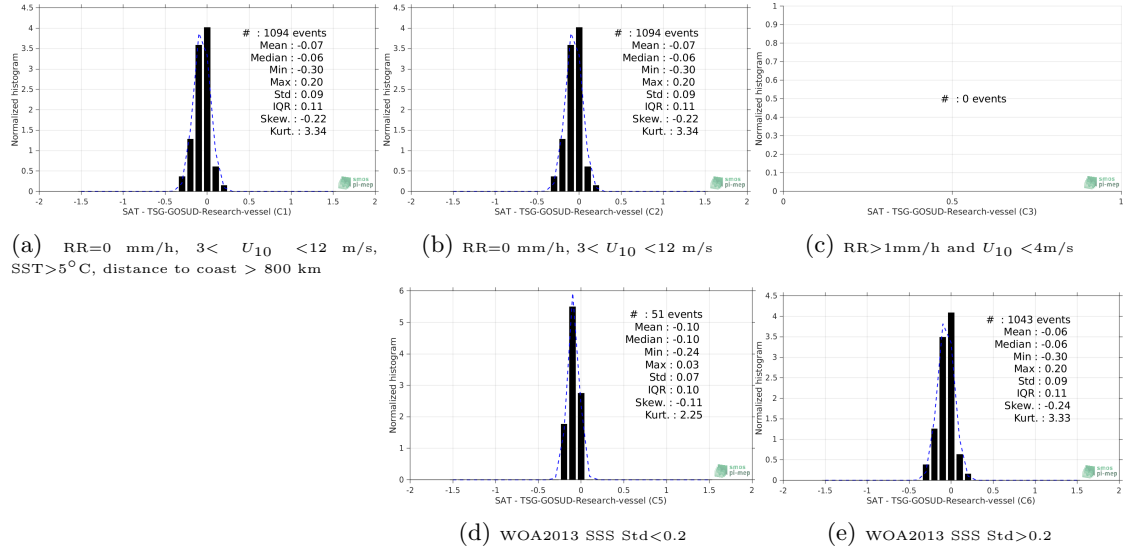 4.5
4
3.5
3
2.5
2
1.5
1
0.5
0
Normalized histogram
# : 1094 events
Mean : -0.07
Median : -0.06
Min : -0.30
Max : 0.20
Std : 0.09
IQR : 0.11
Skew. : -0.22
Kurt. : 3.34
smos
pi-mep
-2 -1.5 -1 -0.5 0 0.5 1 1.5 2
SAT - TSG-GOSUD-Research-vessel (C1)
(a) RR=0 mm/h, 3< U10 <12 m/s,
SST>5°C, distance to coast > 800 km
4.5
4
3.5
3
2.5
2
1.5
1
0.5
0
Normalized histogram
# : 1094 events
Mean : -0.07
Median : -0.06
Min : -0.30
Max : 0.20
Std : 0.09
IQR : 0.11
Skew. : -0.22
Kurt. : 3.34
smos
pi-mep
-2 -1.5 -1 -0.5 0 0.5 1 1.5 2
SAT - TSG-GOSUD-Research-vessel (C2)
(b) RR=0 mm/h, 3< U10 <12 m/s
1
0.9
0.8
0.7
0.6
0.5
0.4
0.3
0.2
0.1
0
Normalized histogram
# : 0 events
smos
pi-mep
0 0.5 1
SAT - TSG-GOSUD-Research-vessel (C3)
(c) RR>1mm/h and U10 <4m/s
6
5
4
3
2
1
0
Normalized histogram
# : 51 events
Mean : -0.10
Median : -0.10
Min : -0.24
Max : 0.03
Std : 0.07
IQR : 0.10
Skew. : -0.11
Kurt. : 2.25
smos
pi-mep
-2 -1.5 -1 -0.5 0 0.5 1 1.5 2
SAT - TSG-GOSUD-Research-vessel (C5)
(d) WOA2013 SSS Std<0.2
4.5
4
3.5
3
2.5
2
1.5
1
0.5
0
Normalized histogram
# : 1043 events
Mean : -0.06
Median : -0.06
Min : -0.30
Max : 0.20
Std : 0.09
IQR : 0.11
Skew. : -0.24
Kurt. : 3.33
smos
pi-mep
-2 -1.5 -1 -0.5 0 0.5 1 1.5 2
SAT - TSG-GOSUD-Research-vessel (C6)
(e) WOA2013 SSS Std>0.2